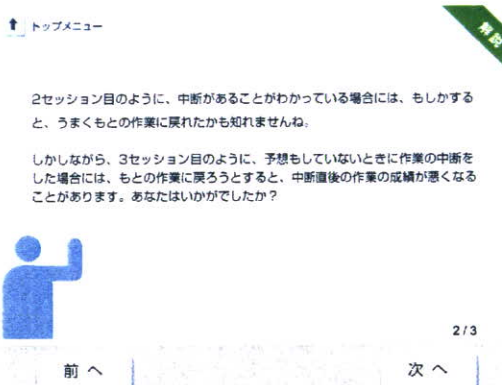 トップメニュー
解説
2セッション目のように、中断があることがわかっている場合には、もしかする
と、うまくもとの作業に戻れたかも知れませんね。
しかしながら、3セッション目のように、予想もしていないときに作業の中断を
した場合には、もとの作業に戻ろうとすると、中断直後の作業の成績が悪くなる
ことがあります。あなたはいかがでしたか？
2/3
前へ
次へ